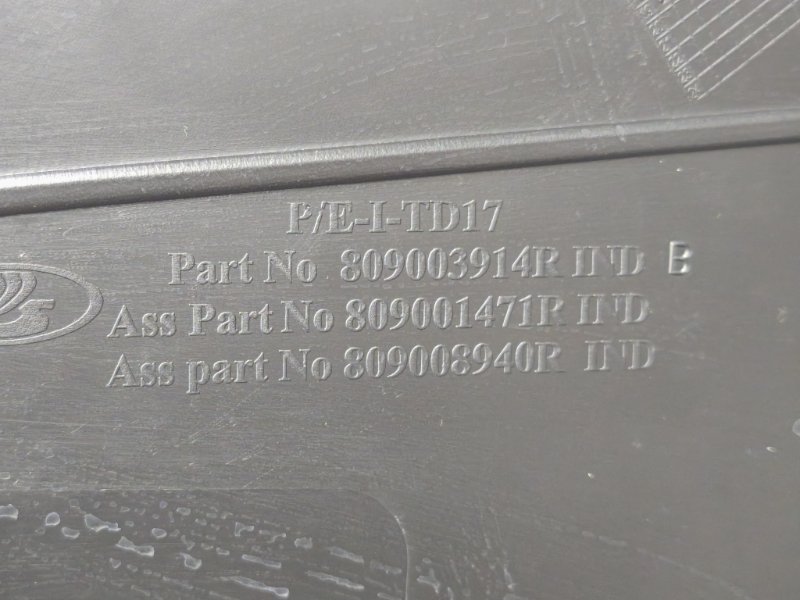 P/E-I-TD17
Part No 809003914R IND B
Ass Part No 809001471R IND
Ass part No 809008940R IND